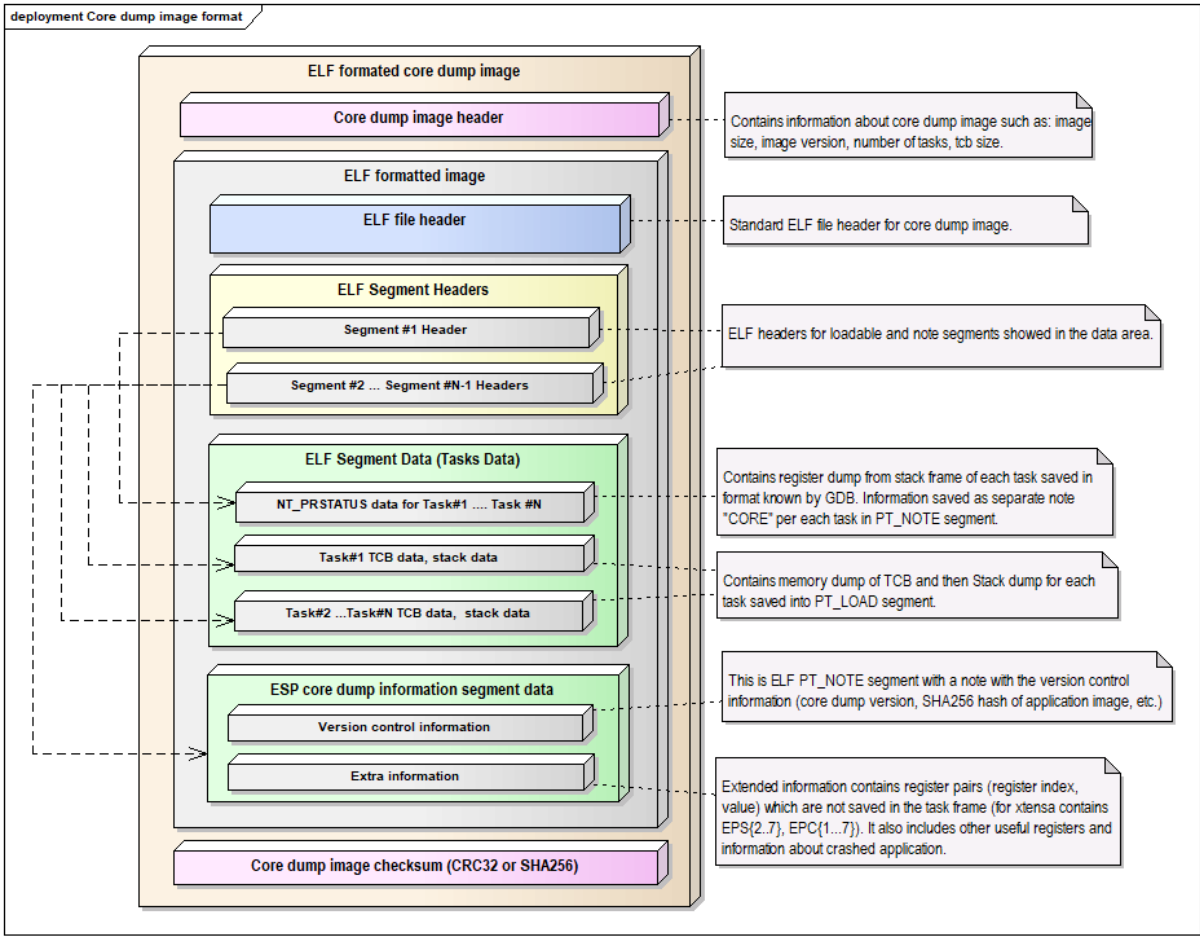 deployment Core dump image format
ELF formated core dump image
Core dump image header
Contains information about core dump image such as: image
size, image version, number of tasks, tcb size.
ELF formatted image
ELF file header
Standard ELF file header for core dump image.
ELF Segment Headers
Segment #1 Header
ELF headers for loadable and note segments showed in the data area.
Segment #2 ... Segment #N-1 Headers
ELF Segment Data (Tasks Data)
NT_PRSTATUS data for Task#1 .... Task #N
Contains register dump from stack frame of each task saved in
format known by GDB. Information saved as separate note
"CORE" per each task in PT_NOTE segment.
Task#1 TCB data, stack data
Contains memory dump of TCB and then Stack dump for each
task saved into PT_LOAD segment.
Task#2 ...Task#N TCB data, stack data
ESP core dump information segment data
This is ELF PT_NOTE segment with a note with the version control
information (core dump version, SHA256 hash of application image, etc.)
Version control information
Extra information
Extended information contains register pairs (register index,
value) which are not saved in the task frame (for xtensa contains
EPS{2..7}, EPC{1...7}). It also includes other useful registers and
information about crashed application.
Core dump image checksum (CRC32 or SHA256)